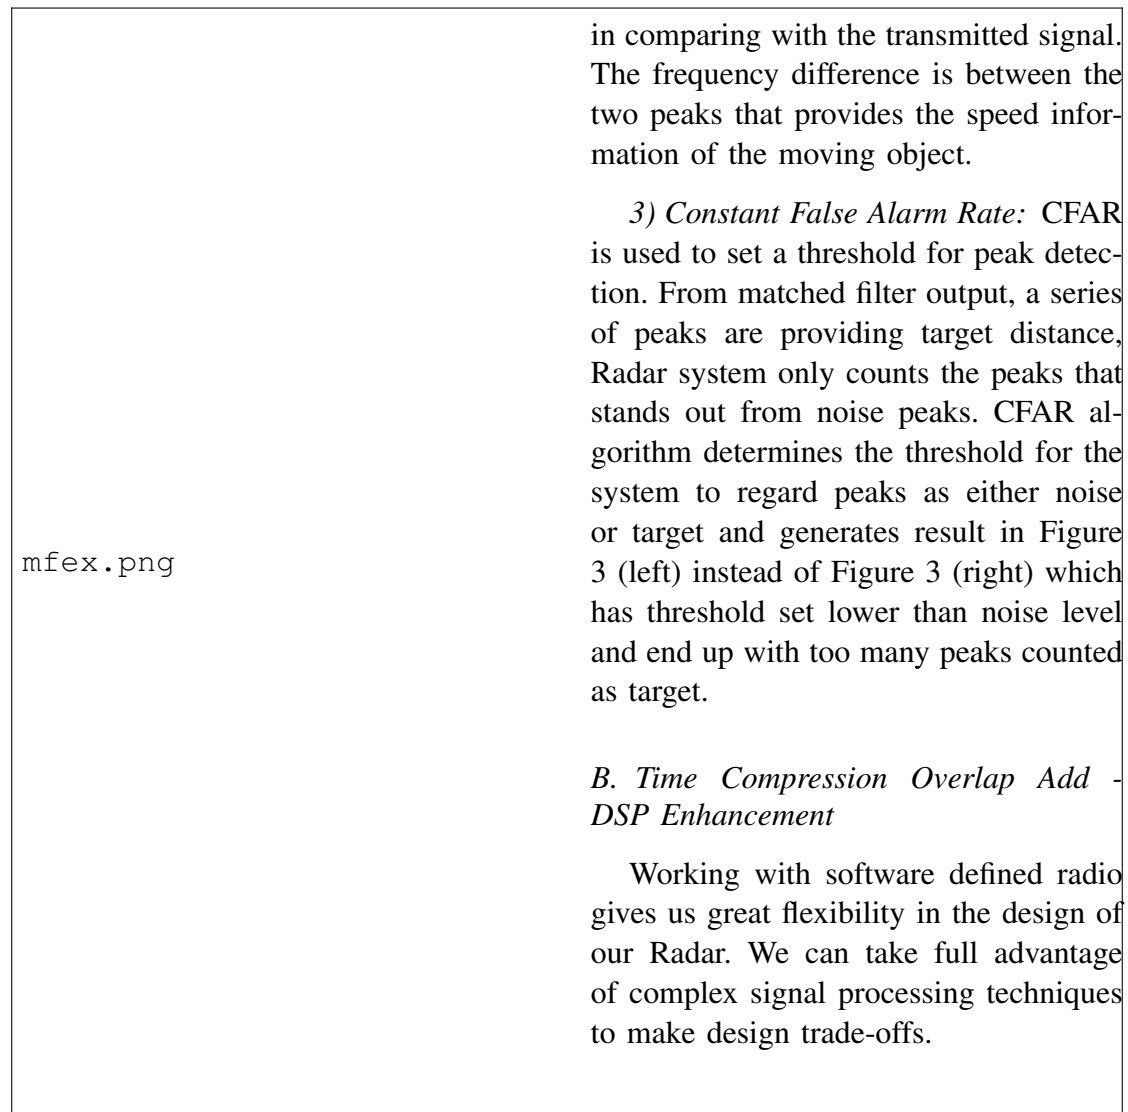 mfex.png
in comparing with the transmitted signal.
The frequency difference is between the
two peaks that provides the speed infor-
mation of the moving object.
3) Constant False Alarm Rate: CFAR
is used to set a threshold for peak detec-
tion. From matched filter output, a series
of peaks are providing target distance,
Radar system only counts the peaks that
stands out from noise peaks. CFAR al-
gorithm determines the threshold for the
system to regard peaks as either noise
or target and generates result in Figure
3 (left) instead of Figure 3 (right) which
has threshold set lower than noise level
and end up with too many peaks counted
as target.
B. Time Compression Overlap Add -
DSP Enhancement
Working with software defined radio
gives us great flexibility in the design of
our Radar. We can take full advantage
of complex signal processing techniques
to make design trade-offs.